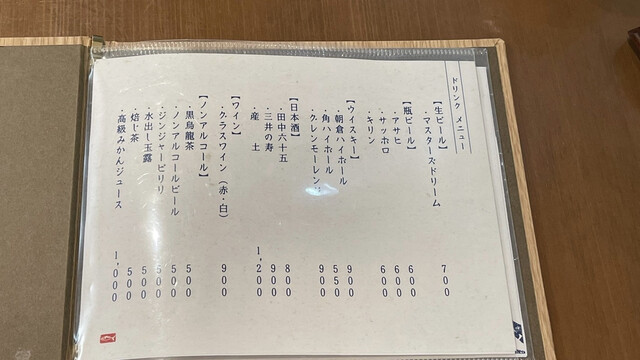 ドリンク メニュー
【生ビール】
・マスターズドリーム 700
【瓶ビール】
・アサヒ 600
・サッポロ 600
・キリン 600
【ウイスキー】
・朝倉ハイボール 900
・角ハイボール 550
・グレンモーレンジ 900
【日本酒】
・田中六十五 800
・三井の寿 900
・産 土 1,200
【ワイン】
・グラスワイン（赤・白） 900
【ノンアルコール】
・黒烏龍茶 500
・ノンアルコールビール 500
・ジンジャービリリ 500
・水出し玉露 500
・焙じ茶 500
・高級みかんジュース 1,000